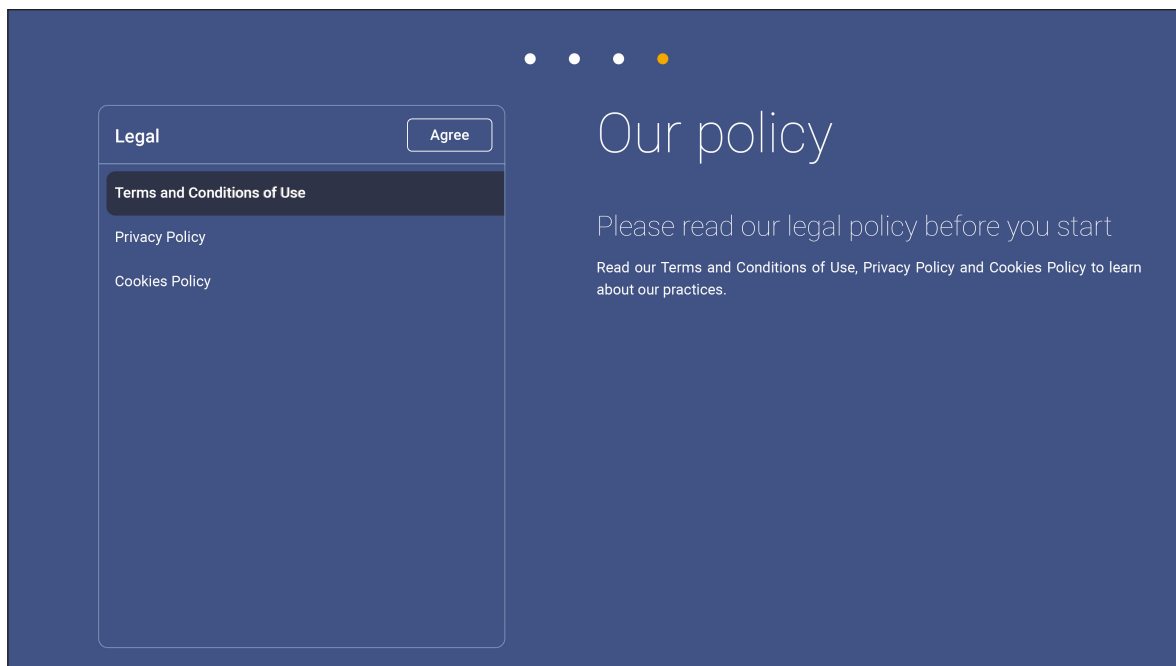 Legal
Agree
Terms and Conditions of Use
Privacy Policy
Cookies Policy
Our policy
Please read our legal policy before you start
Read our Terms and Conditions of Use, Privacy Policy and Cookies Policy to learn
about our practices.